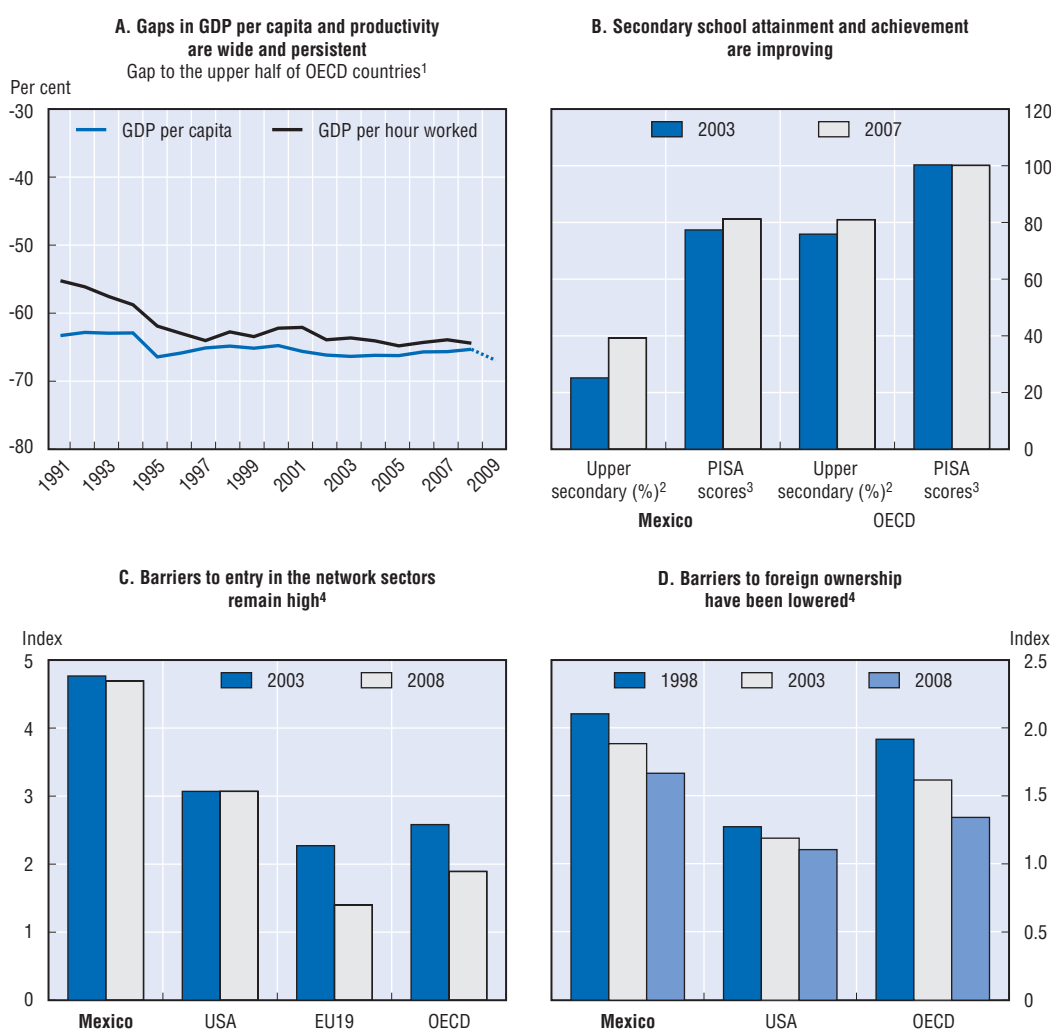 A. Gaps in GDP per capita and productivity
are wide and persistent
Gap to the upper half of OECD countries¹
Per cent
-30
-40
-50
-60
-70
-80
GDP per capita
GDP per hour worked
1991
1993
1995
1997
1999
2001
2003
2005
2007
2009
B. Secondary school attainment and achievement
are improving
2003
2007
120
100
80
60
40
20
0
Upper
secondary (%)²
PISA
scores³
Upper
secondary (%)²
PISA
scores³
Mexico
OECD
C. Barriers to entry in the network sectors
remain high⁴
Index
5
4
3
2
1
0
2003
2008
Mexico
USA
EU19
OECD
D. Barriers to foreign ownership
have been lowered⁴
Index
2.5
2.0
1.5
1.0
0.5
0
1998
2003
2008
Mexico
USA
OECD